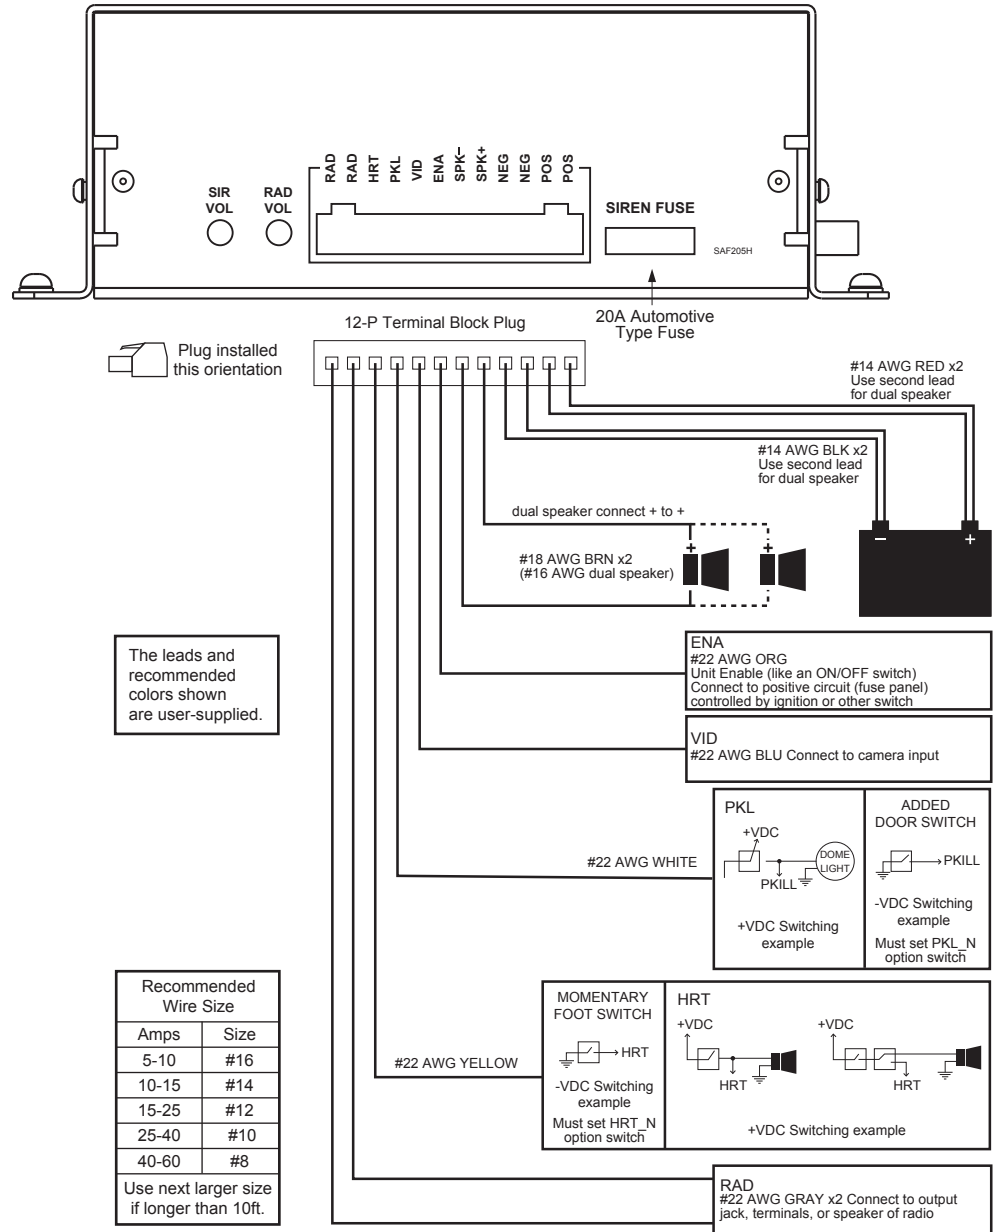 SIR
VOL
RAD
VOL
RAD
RAD
HRT
PKL
VID
ENA
SPK–
SPK+
NEG
NEG
POS
POS
SIREN FUSE
SAF205H
20A Automotive
Type Fuse
12-P Terminal Block Plug
Plug installed
this orientation
#14 AWG RED x2
Use second lead
for dual speaker
#14 AWG BLK x2
Use second lead
for dual speaker
– +
dual speaker connect + to +
+ +
#18 AWG BRN x2
(#16 AWG dual speaker)
The leads and
recommended
colors shown
are user-supplied.
ENA
#22 AWG ORG
Unit Enable (like an ON/OFF switch)
Connect to positive circuit (fuse panel)
controlled by ignition or other switch
VID
#22 AWG BLU Connect to camera input
#22 AWG WHITE
PKL
+VDC
DOME
LIGHT
PKILL
+VDC Switching
example
ADDED
DOOR SWITCH
PKILL
-VDC Switching
example
Must set PKL_N
option switch
Recommended
Wire Size
Amps Size
5-10 #16
10-15 #14
15-25 #12
25-40 #10
40-60 #8
Use next larger size
if longer than 10ft.
#22 AWG YELLOW
MOMENTARY
FOOT SWITCH
HRT
-VDC Switching
example
Must set HRT_N
option switch
HRT
+VDC
HRT
+VDC
HRT
+VDC Switching example
RAD
#22 AWG GRAY x2 Connect to output
jack, terminals, or speaker of radio